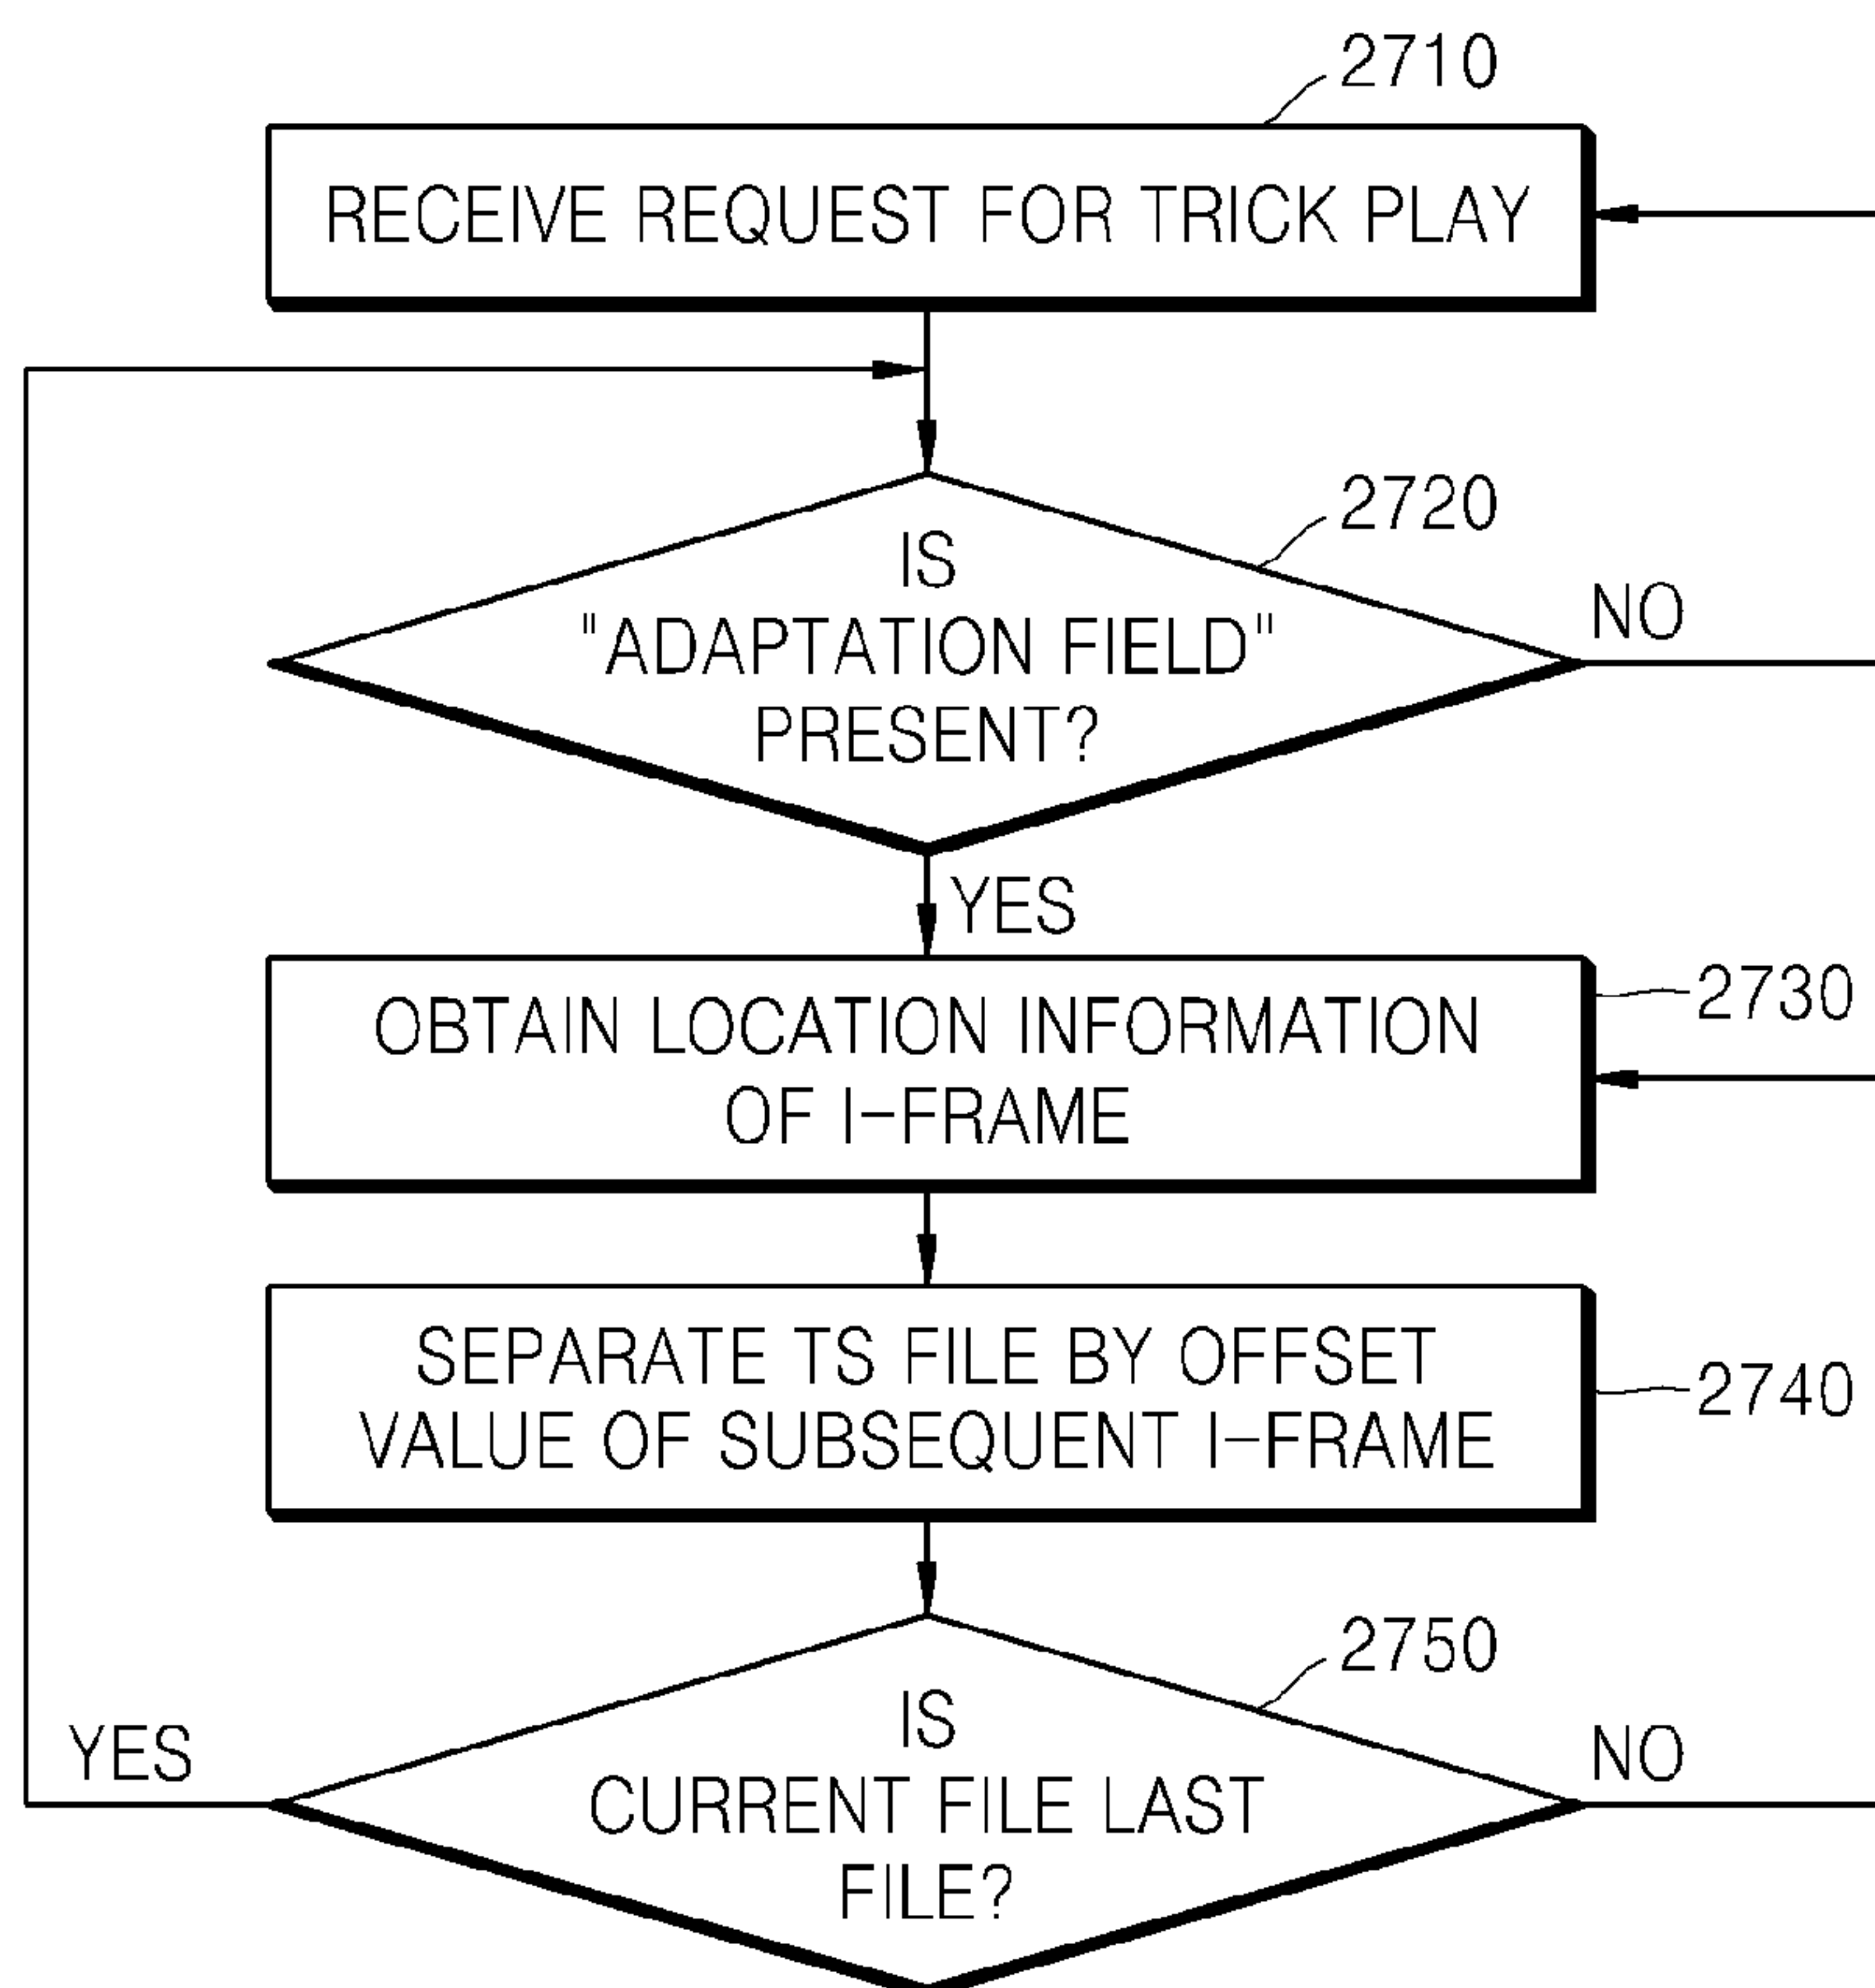 2710
RECEIVE REQUEST FOR TRICK PLAY
2720
IS
"ADAPTATION FIELD"
PRESENT?
NO
YES
2730
OBTAIN LOCATION INFORMATION
OF I-FRAME
SEPARATE TS FILE BY OFFSET
VALUE OF SUBSEQUENT I-FRAME
2740
2750
IS
CURRENT FILE LAST
FILE?
YES
NO